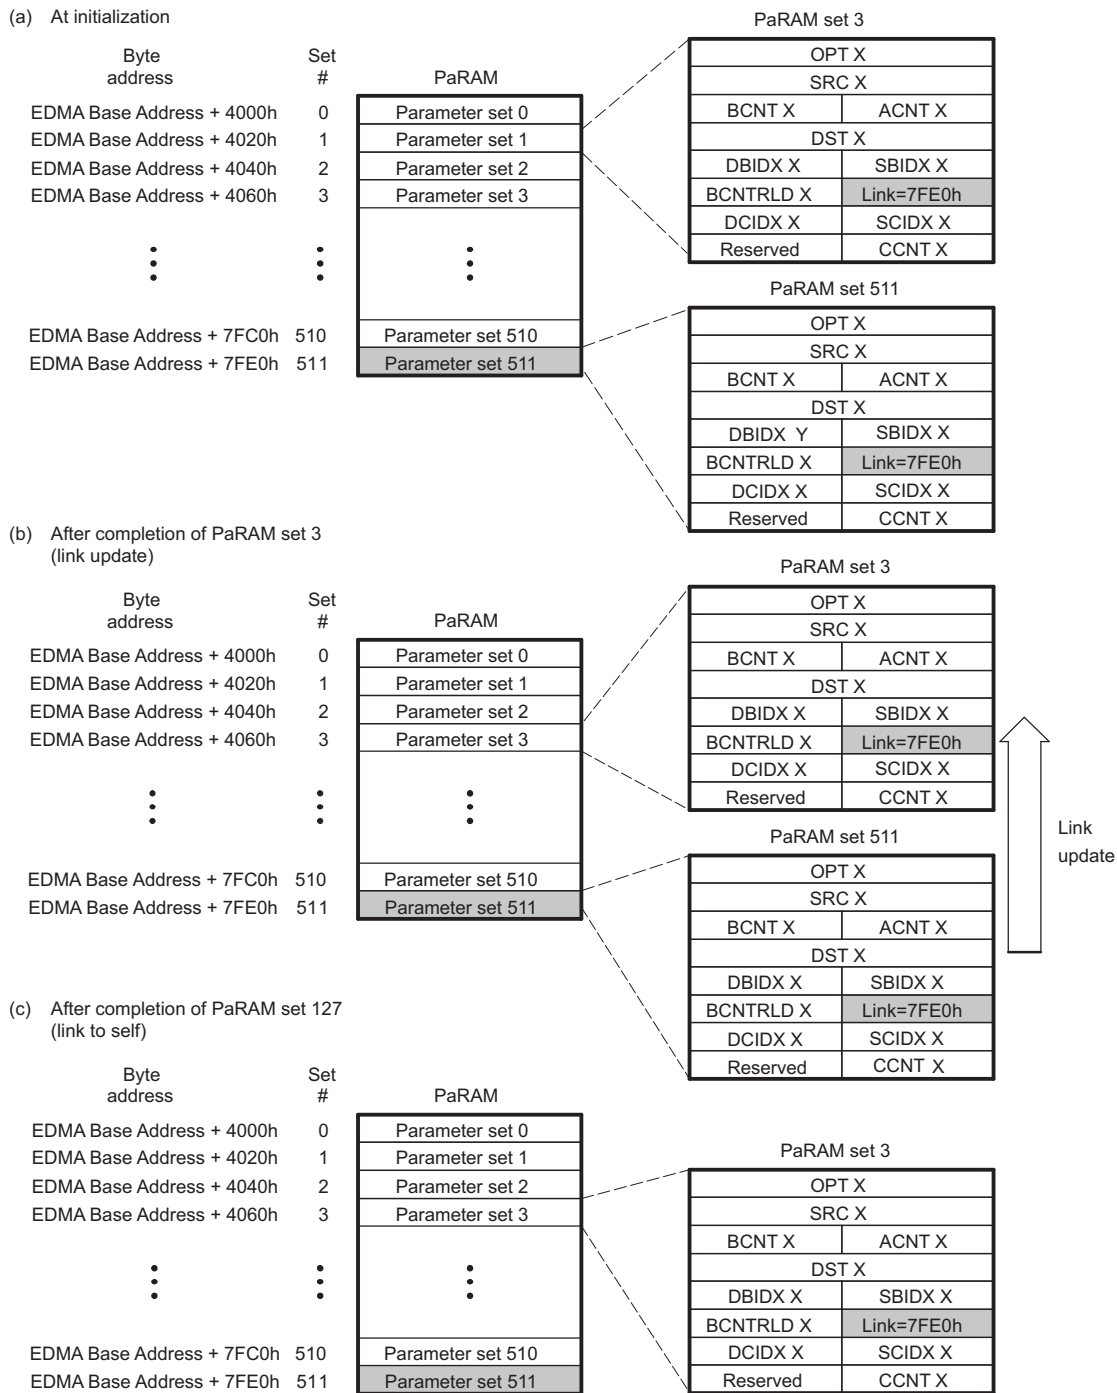 (a) At initialization
PaRAM set 3
OPT X
SRC X
BCNT X ACNT X
DST X
DBIDX X SBIDX X
BCNTRLD X Link=7FE0h
DCIDX X SCIDX X
Reserved CCNT X
Byte address Set # PaRAM
EDMA Base Address + 4000h 0 Parameter set 0
EDMA Base Address + 4020h 1 Parameter set 1
EDMA Base Address + 4040h 2 Parameter set 2
EDMA Base Address + 4060h 3 Parameter set 3
EDMA Base Address + 7FC0h 510 Parameter set 510
EDMA Base Address + 7FE0h 511 Parameter set 511
PaRAM set 511
OPT X
SRC X
BCNT X ACNT X
DST X
DBIDX Y SBIDX X
BCNTRLD X Link=7FE0h
DCIDX X SCIDX X
Reserved CCNT X
(b) After completion of PaRAM set 3
(link update)
PaRAM set 3
OPT X
SRC X
BCNT X ACNT X
DST X
DBIDX X SBIDX X
BCNTRLD X Link=7FE0h
DCIDX X SCIDX X
Reserved CCNT X
Byte address Set # PaRAM
EDMA Base Address + 4000h 0 Parameter set 0
EDMA Base Address + 4020h 1 Parameter set 1
EDMA Base Address + 4040h 2 Parameter set 2
EDMA Base Address + 4060h 3 Parameter set 3
EDMA Base Address + 7FC0h 510 Parameter set 510
EDMA Base Address + 7FE0h 511 Parameter set 511
Link
update
PaRAM set 511
OPT X
SRC X
BCNT X ACNT X
DST X
DBIDX X SBIDX X
BCNTRLD X Link=7FE0h
DCIDX X SCIDX X
Reserved CCNT X
(c) After completion of PaRAM set 127
(link to self)
Byte address Set # PaRAM
EDMA Base Address + 4000h 0 Parameter set 0
EDMA Base Address + 4020h 1 Parameter set 1
EDMA Base Address + 4040h 2 Parameter set 2
EDMA Base Address + 4060h 3 Parameter set 3
EDMA Base Address + 7FC0h 510 Parameter set 510
EDMA Base Address + 7FE0h 511 Parameter set 511
PaRAM set 3
OPT X
SRC X
BCNT X ACNT X
DST X
DBIDX X SBIDX X
BCNTRLD X Link=7FE0h
DCIDX X SCIDX X
Reserved CCNT X